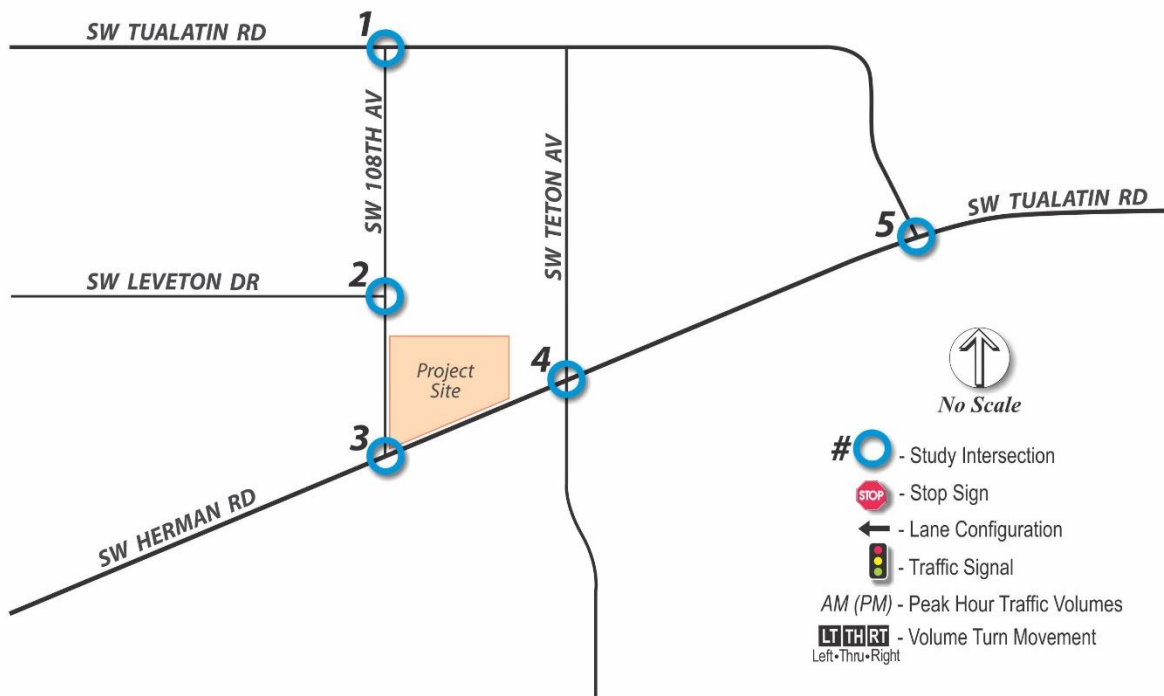 SW TUALATIN RD
1
SW 108TH AV
SW TETON AV
5
SW TUALATIN RD
SW LEVETON DR
2
4
Project
Site
No Scale
3
# - Study Intersection
STOP - Stop Sign
- Lane Configuration
SW HERMAN RD
- Traffic Signal
AM (PM) - Peak Hour Traffic Volumes
LT TH RT - Volume Turn Movement
Left•Thru•Right